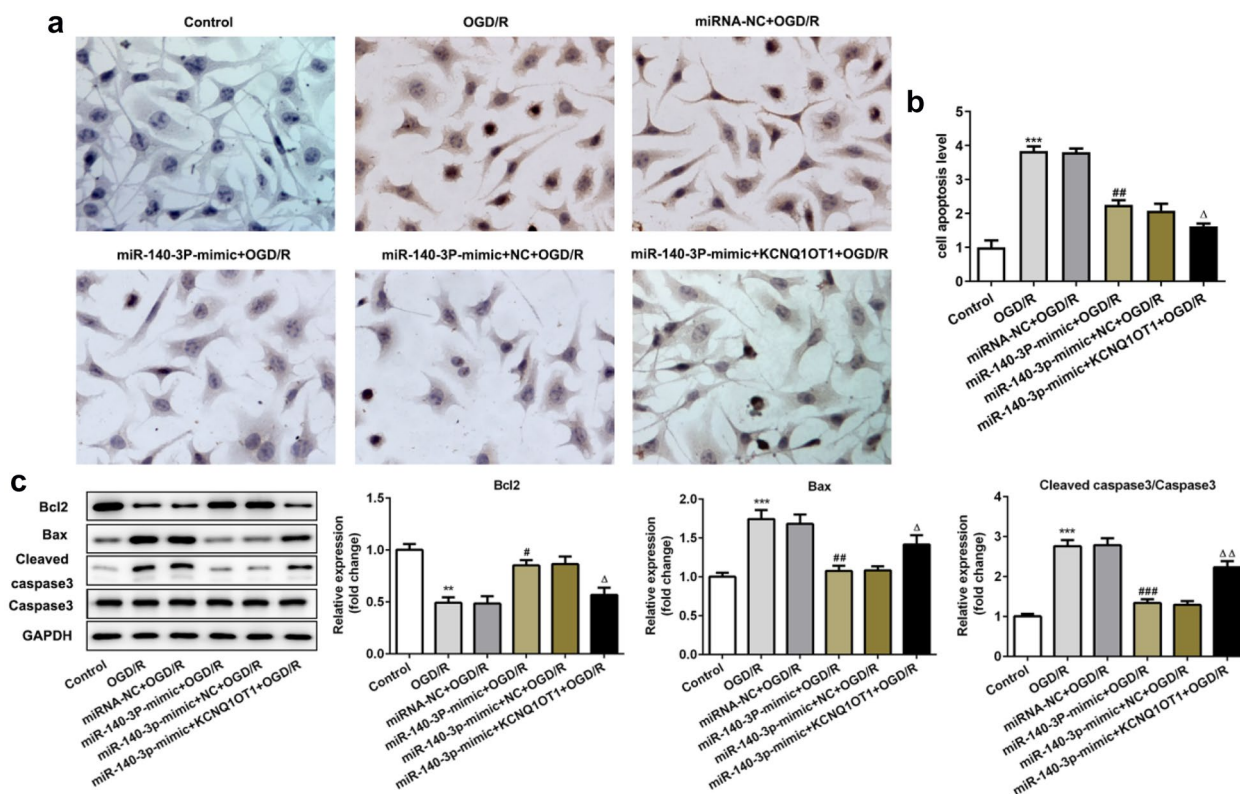 a
Control
OGD/R
miRNA-NC+OGD/R
miR-140-3P-mimic+OGD/R
miR-140-3P-mimic+NC+OGD/R
miR-140-3P-mimic+KCNQ1OT1+OGD/R
b
cell apoptosis level
5
4
3
2
1
0
***
##
Δ
Control
OGD/R
miRNA-NC+OGD/R
miR-140-3P-mimic+OGD/R
miR-140-3p-mimic+NC+OGD/R
miR-140-3p-mimic+KCNQ1OT1+OGD/R
c
Bcl2
Bax
Cleaved
caspase3
Caspase3
GAPDH
Control
OGD/R
miRNA-NC+OGD/R
miR-140-3P-mimic+OGD/R
miR-140-3p-mimic+NC+OGD/R
miR-140-3p-mimic+KCNQ1OT1+OGD/R
Bcl2
Relative expression
(fold change)
1.5
1.0
0.5
0.0
**
#
Δ
Control
OGD/R
miRNA-NC+OGD/R
miR-140-3P-mimic+OGD/R
miR-140-3p-mimic+NC+OGD/R
miR-140-3p-mimic+KCNQ1OT1+OGD/R
Bax
Relative expression
(fold change)
2.0
1.5
1.0
0.5
0.0
***
##
Δ
Control
OGD/R
miRNA-NC+OGD/R
miR-140-3P-mimic+OGD/R
miR-140-3p-mimic+NC+OGD/R
miR-140-3p-mimic+KCNQ1OT1+OGD/R
Cleaved caspase3/Caspase3
Relative expression
(fold change)
4
3
2
1
0
***
###
Δ Δ
Control
OGD/R
miRNA-NC+OGD/R
miR-140-3P-mimic+OGD/R
miR-140-3p-mimic+NC+OGD/R
miR-140-3p-mimic+KCNQ1OT1+OGD/R